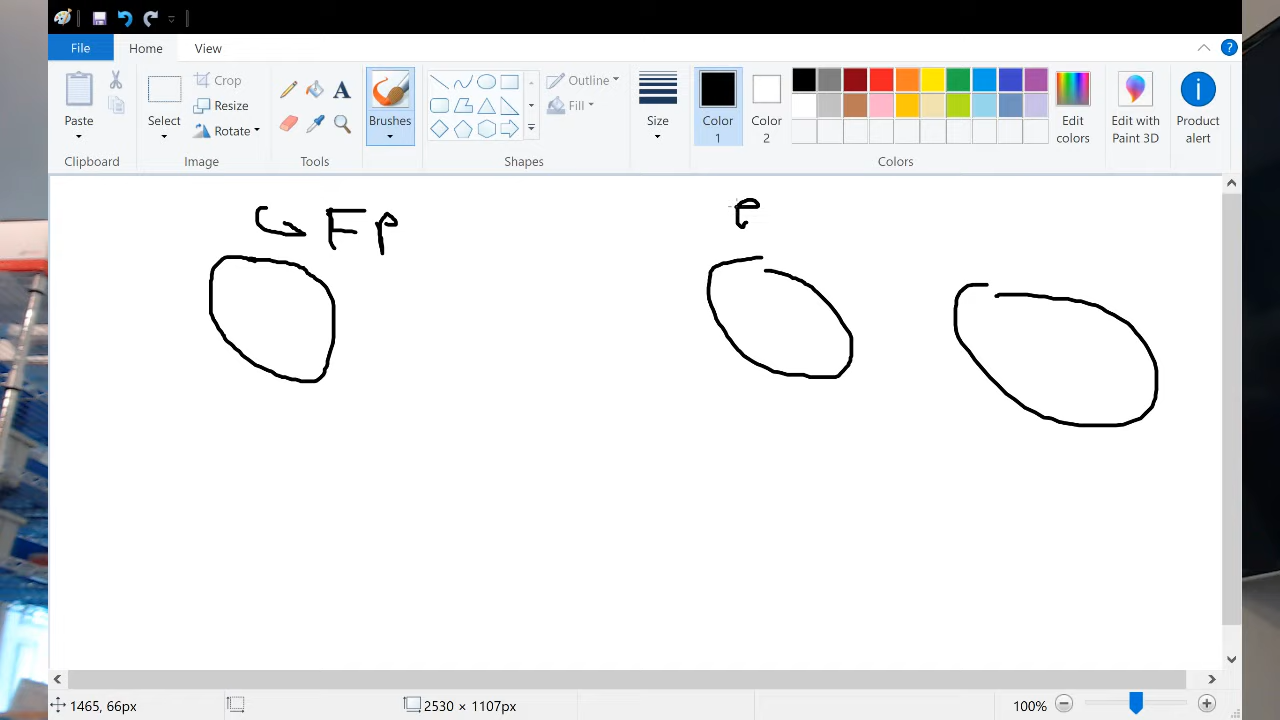 File Home View
Paste
Clipboard
Select
Crop
Resize
Rotate
Image
Tools
Brushes
Outline
Fill
Shapes
Size
Color 1
Color 2
Edit colors
Colors
Edit with Paint 3D
Product alert
FP
e
1465, 66px
2530 × 1107px
100%